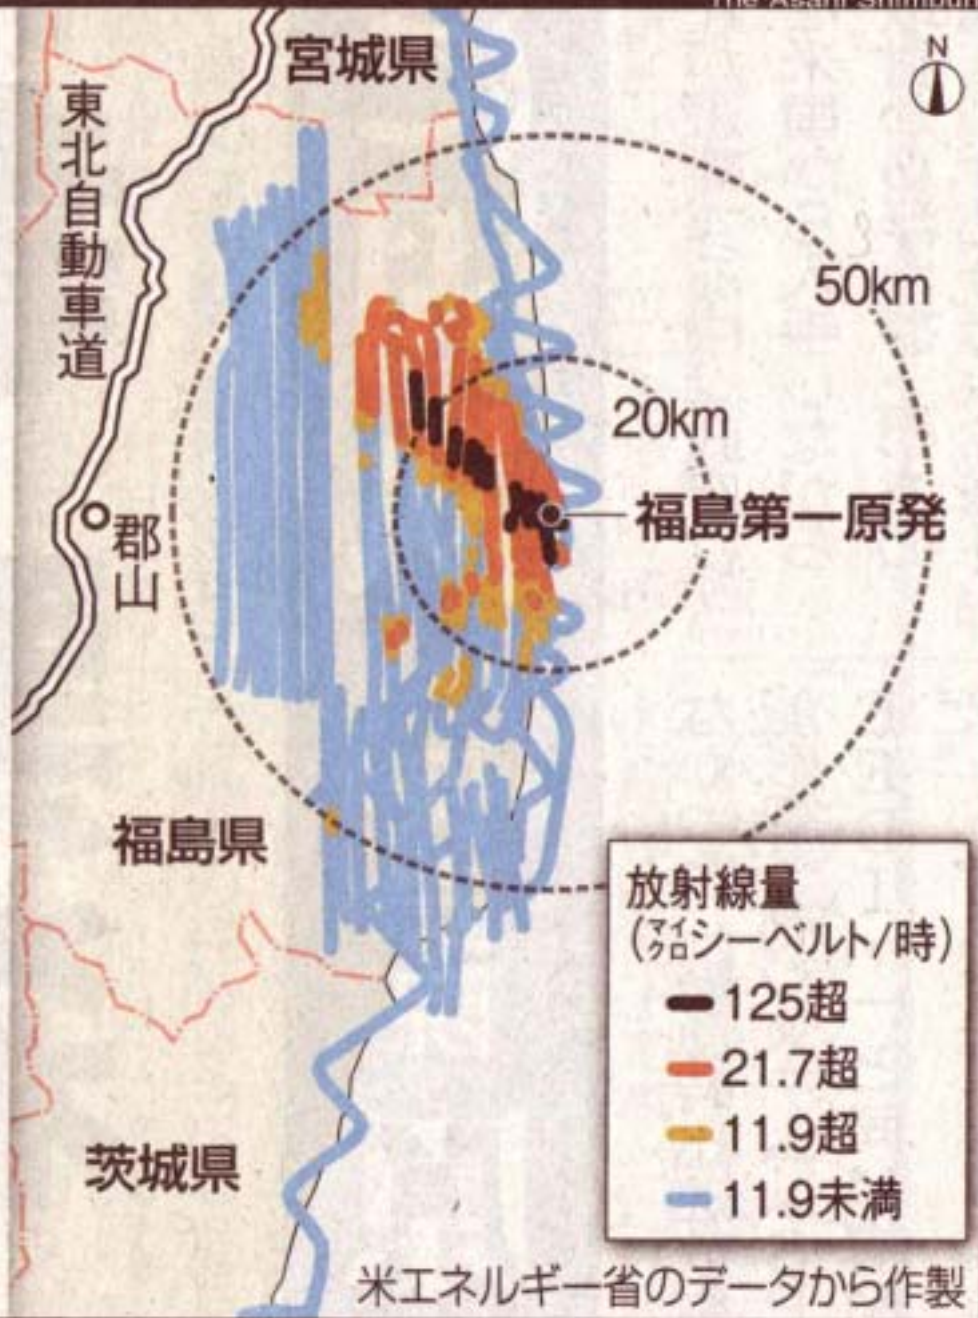 The Asahi Shimbun
宮城県
N
東北自動車道
50km
20km
福島第一原発
郡山
福島県
放射線量
(マイクロシーベルト/時)
125超
21.7超
11.9超
11.9未満
茨城県
米エネルギー省のデータから作製